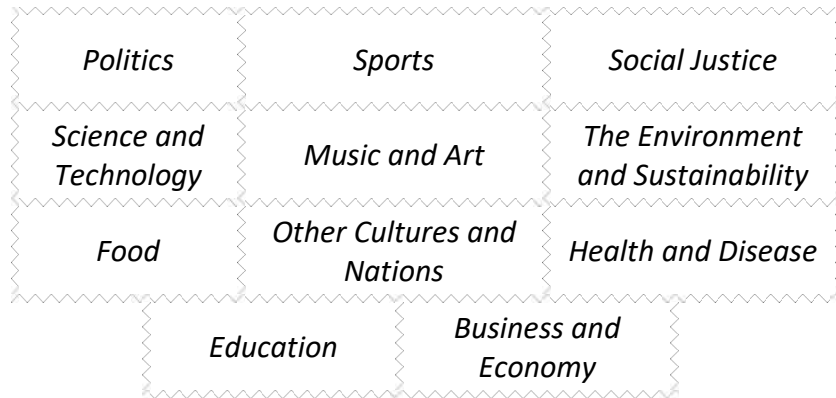 Politics
Sports
Social Justice
Science and
Technology
Music and Art
The Environment
and Sustainability
Food
Other Cultures and
Nations
Health and Disease
Education
Business and
Economy